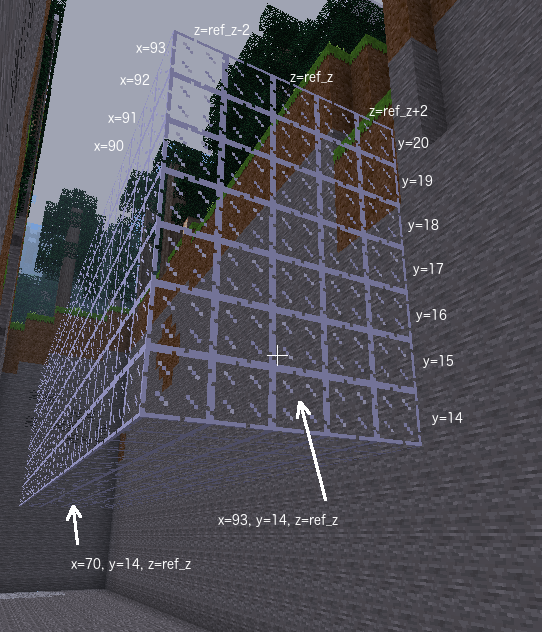 z=ref_z-2
x=93
x=92
z=ref_z
x=91
z=ref_z+2
x=90
y=20
y=19
y=18
y=17
y=16
y=15
y=14
x=93, y=14, z=ref_z
x=70, y=14, z=ref_z